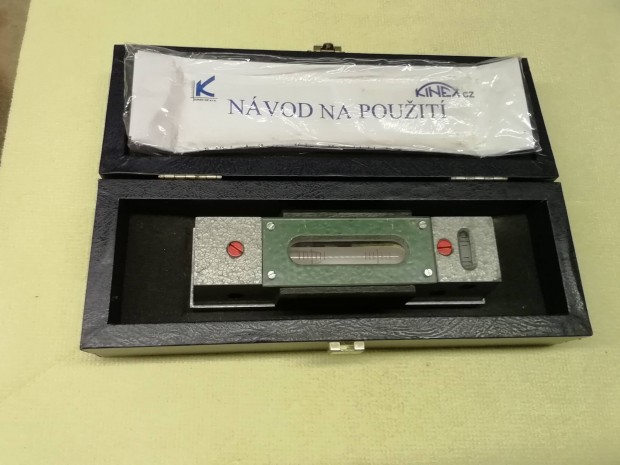 K
KINEX CZ
NÁVOD NA POUŽITÍ